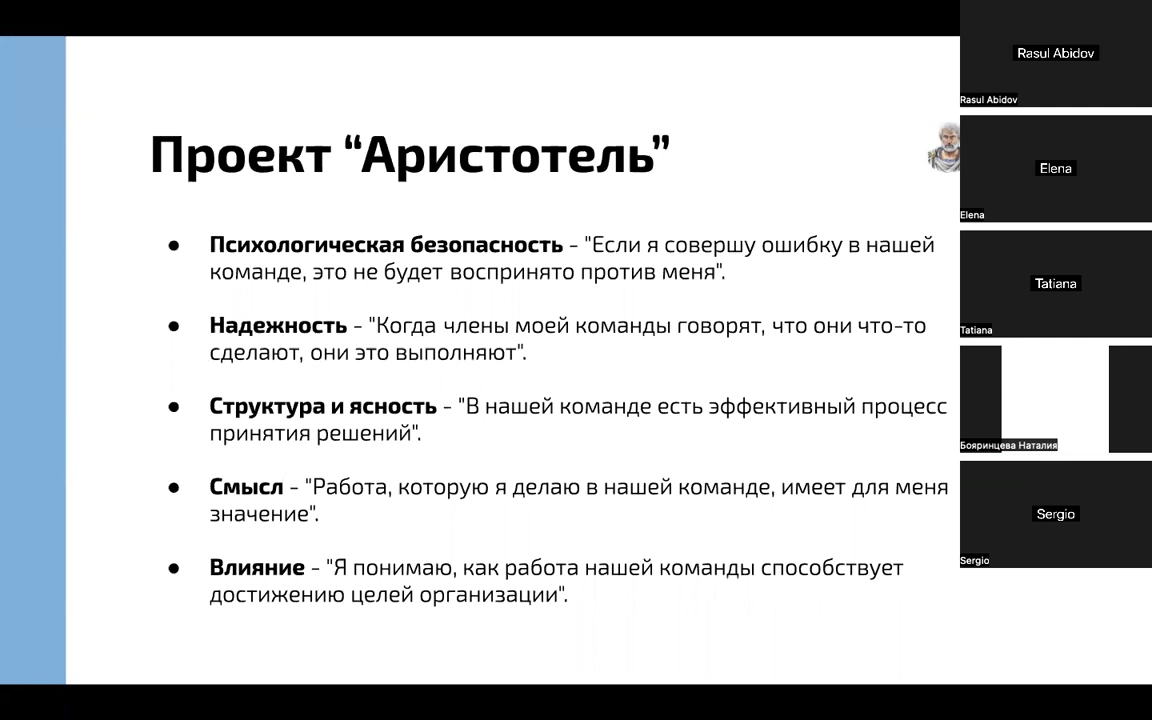 Проект “Аристотель”
● Психологическая безопасность - "Если я совершу ошибку в нашей
команде, это не будет воспринято против меня".
● Надежность - "Когда члены моей команды говорят, что они что-то
сделают, они это выполняют".
● Структура и ясность - "В нашей команде есть эффективный процесс
принятия решений".
● Смысл - "Работа, которую я делаю в нашей команде, имеет для меня
значение".
● Влияние - "Я понимаю, как работа нашей команды способствует
достижению целей организации".
Rasul Abidov
Rasul Abidov
Elena
Elena
Tatiana
Tatiana
Бояринцева Наталия
Sergio
Sergio